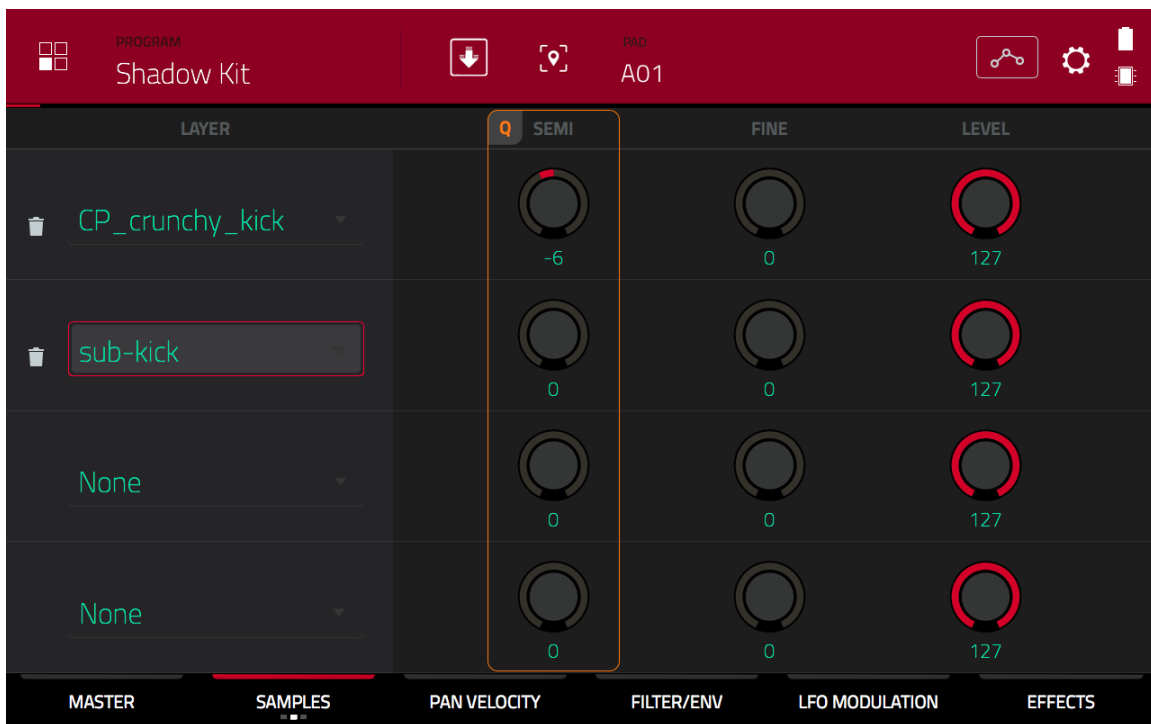 PROGRAM
Shadow Kit
PAD
A01
LAYER Q SEMI FINE LEVEL
CP_crunchy_kick
-6 0 127
sub-kick
0 0 127
None
0 0 127
None
0 0 127
MASTER SAMPLES PAN VELOCITY FILTER/ENV LFO MODULATION EFFECTS